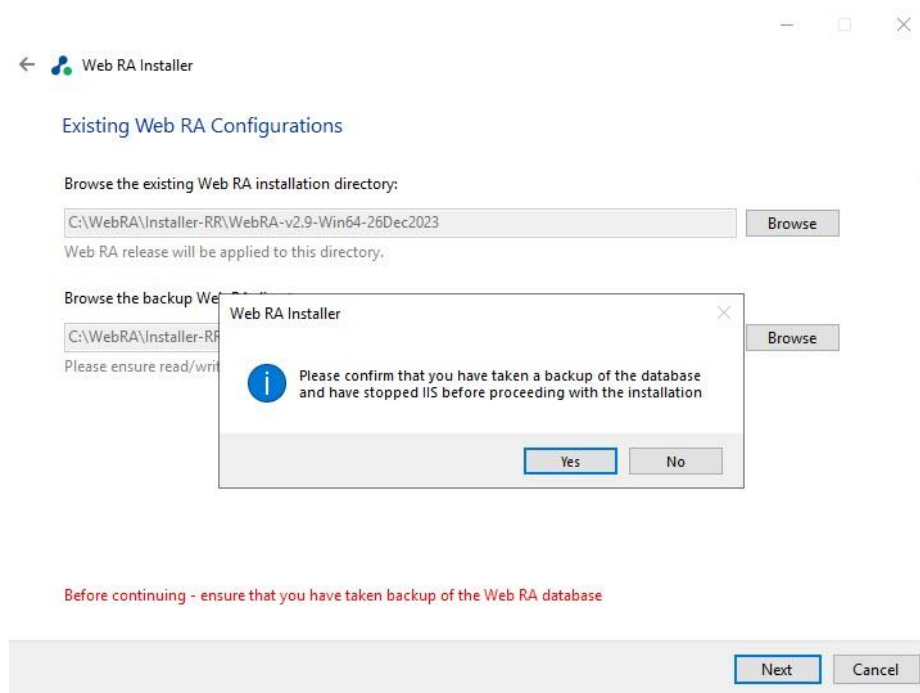 Web RA Installer
Existing Web RA Configurations
Browse the existing Web RA installation directory:
C:\WebRA\Installer-RR\WebRA-v2.9-Win64-26Dec2023
Browse
Web RA release will be applied to this directory.
Browse the backup We
C:\WebRA\Installer-RR
Browse
Please ensure read/writ
Web RA Installer
Please confirm that you have taken a backup of the database
and have stopped IIS before proceeding with the installation
Yes
No
Before continuing - ensure that you have taken backup of the Web RA database
Next
Cancel